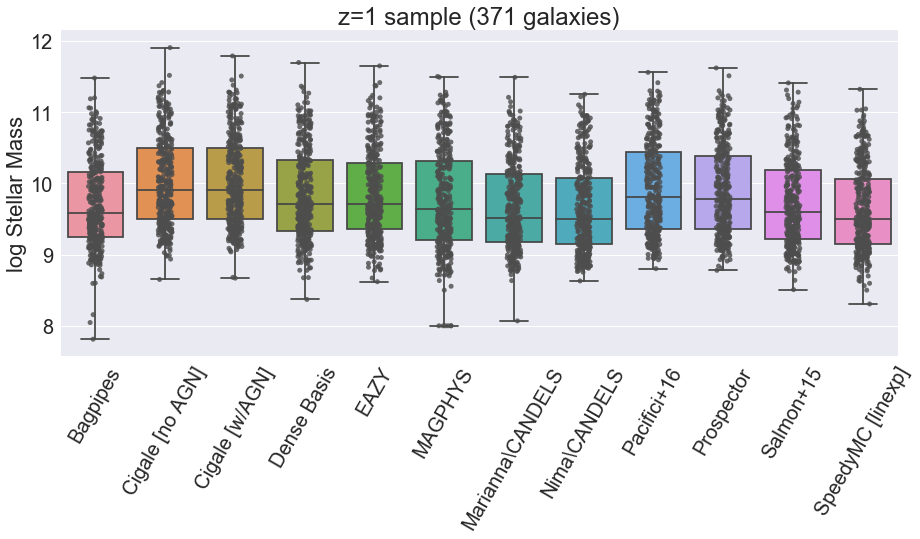 z=1 sample (371 galaxies)
log Stellar Mass
12
11
10
9
8
Bagpipes
Cigale [no AGN]
Cigale [w/AGN]
Dense Basis
EAZY
MAGPHYS
Marianna\CANDELS
Nima\CANDELS
Pacifici+16
Prospector
Salmon+15
SpeedyMC [linexp]